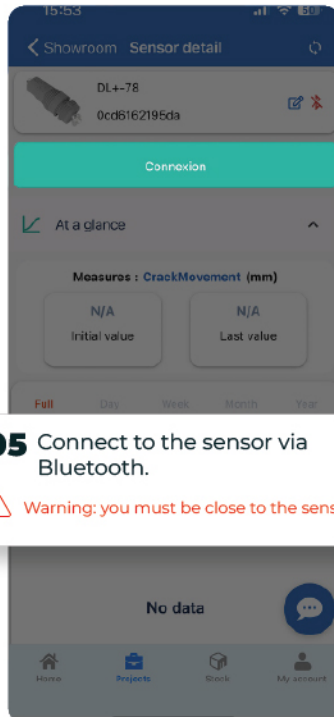 15:53
50
Showroom Sensor detail
DL+-78
0cd6162195da
Connexion
At a glance
Measures : CrackMovement (mm)
N/A N/A
Initial value Last value
Full Day Week Month Year
05 Connect to the sensor via
Bluetooth.
Warning: you must be close to the sens
No data
Home Projects Stock My account